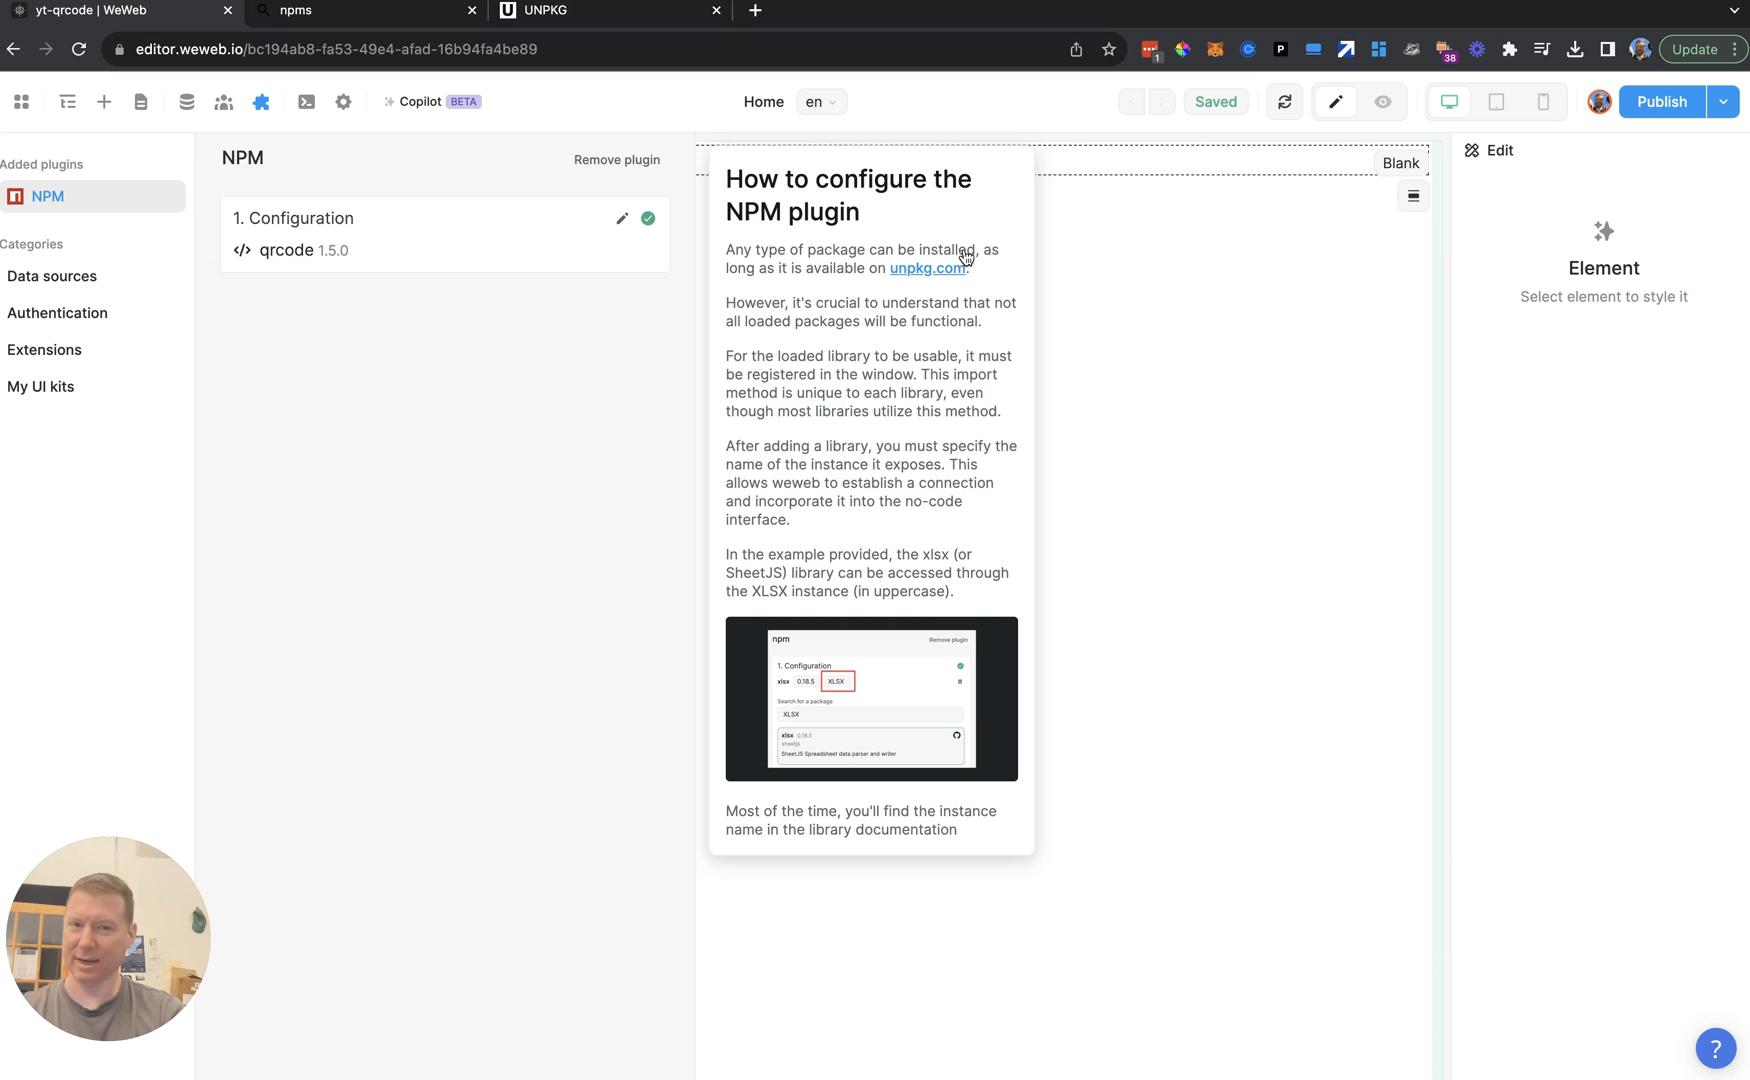 yt-qrcode | WeWeb
npms
UNPKG
editor.weweb.io/bc194ab8-fa53-49e4-afad-16b94fa4be89
1
P
38
Update
Copilot BETA
Home
en
Saved
Publish
Added plugins
NPM
Categories
Data sources
Authentication
Extensions
My UI kits
NPM
Remove plugin
1. Configuration
qrcode 1.5.0
Blank
Edit
Element
Select element to style it
How to configure the
NPM plugin
Any type of package can be installed, as
long as it is available on unpkg.com.
However, it's crucial to understand that not
all loaded packages will be functional.
For the loaded library to be usable, it must
be registered in the window. This import
method is unique to each library, even
though most libraries utilize this method.
After adding a library, you must specify the
name of the instance it exposes. This
allows weweb to establish a connection
and incorporate it into the no-code
interface.
In the example provided, the xlsx (or
SheetJS) library can be accessed through
the XLSX instance (in uppercase).
npm
Remove plugin
1. Configuration
xlsx 0.18.5 XLSX
Search for a package
XLSX
xlsx 0.18.5
sheetjs
SheetJS Spreadsheet data parser and writer
Most of the time, you'll find the instance
name in the library documentation
?